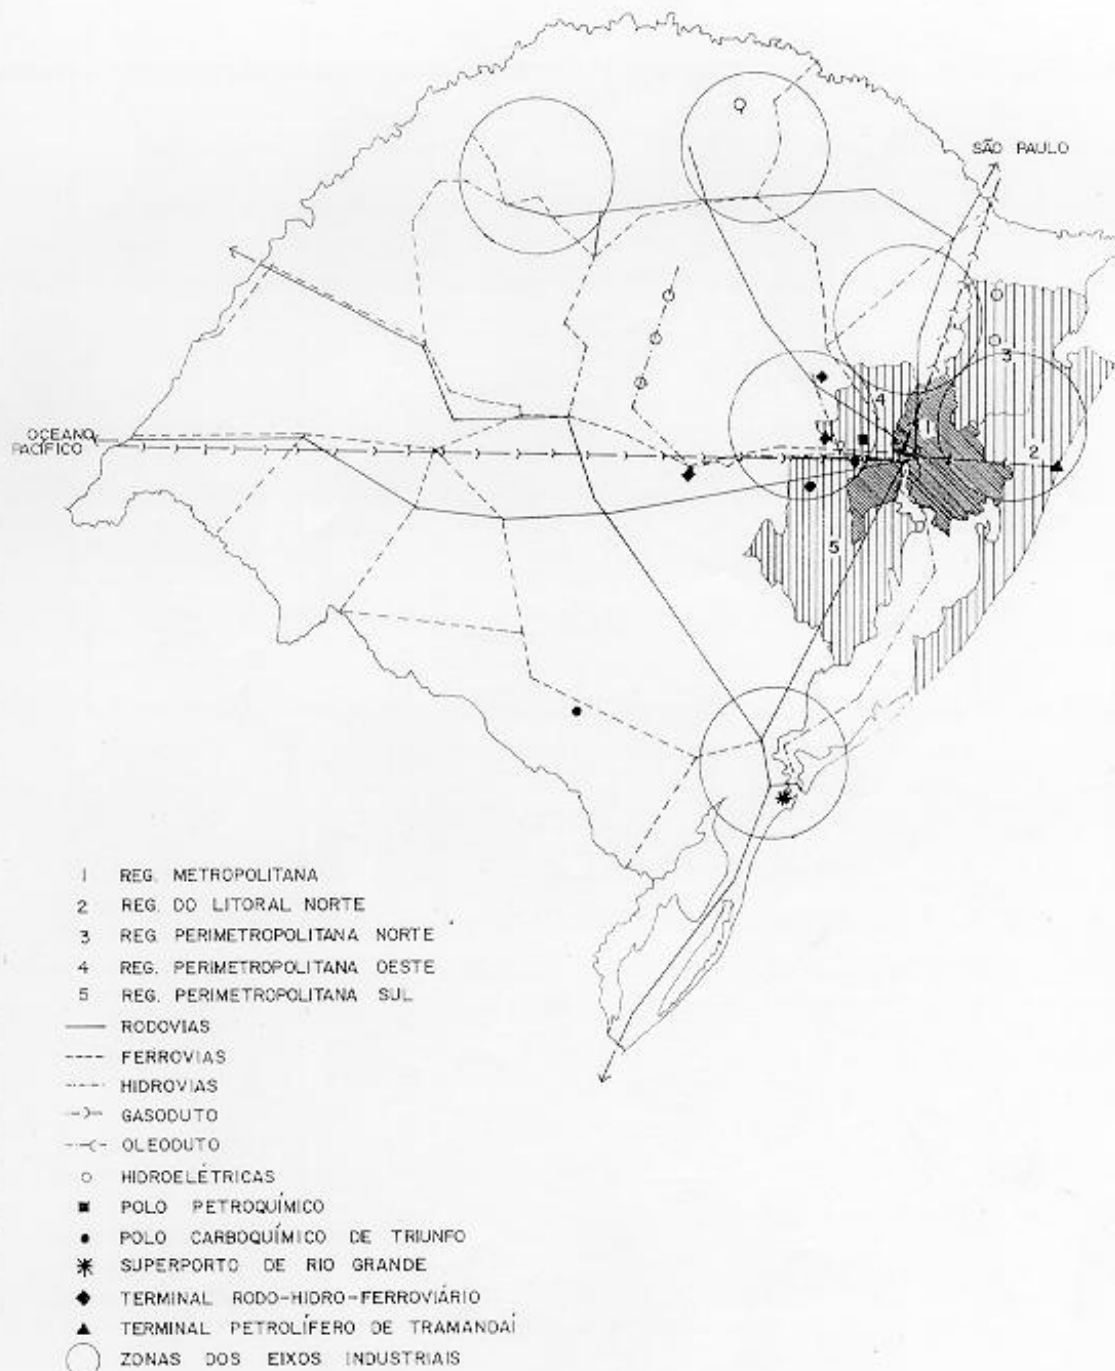 SÃO PAULO
OCEANO
PACÍFICO
1
2
3
4
5
1 REG. METROPOLITANA
2 REG. DO LITORAL NORTE
3 REG. PERIMETROPOLITANA NORTE
4 REG. PERIMETROPOLITANA OESTE
5 REG. PERIMETROPOLITANA SUL
RODOVIAS
FERROVIAS
HIDROVIAS
GASODUTO
OLEODUTO
HIDROELÉTRICAS
POLO PETROQUÍMICO
POLO CARBOQUÍMICO DE TRIUNFO
SUPERPORTO DE RIO GRANDE
TERMINAL RODO-HIDRO-FERROVIÁRIO
TERMINAL PETROLÍFERO DE TRAMANDAÍ
ZONAS DOS EIXOS INDUSTRIAIS